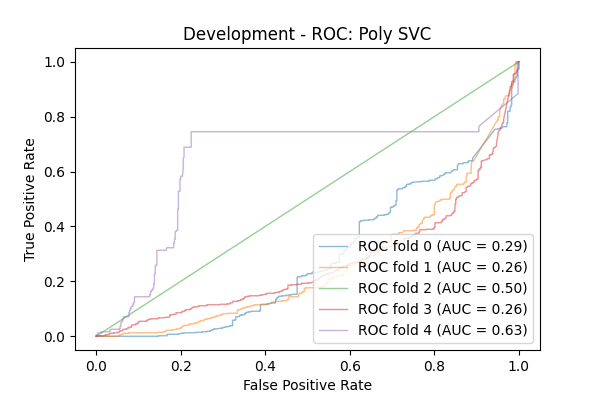 Development - ROC: Poly SVC
True Positive Rate
1.0
0.8
0.6
0.4
0.2
0.0
ROC fold 0 (AUC = 0.29)
ROC fold 1 (AUC = 0.26)
ROC fold 2 (AUC = 0.50)
ROC fold 3 (AUC = 0.26)
ROC fold 4 (AUC = 0.63)
0.0 0.2 0.4 0.6 0.8 1.0
False Positive Rate